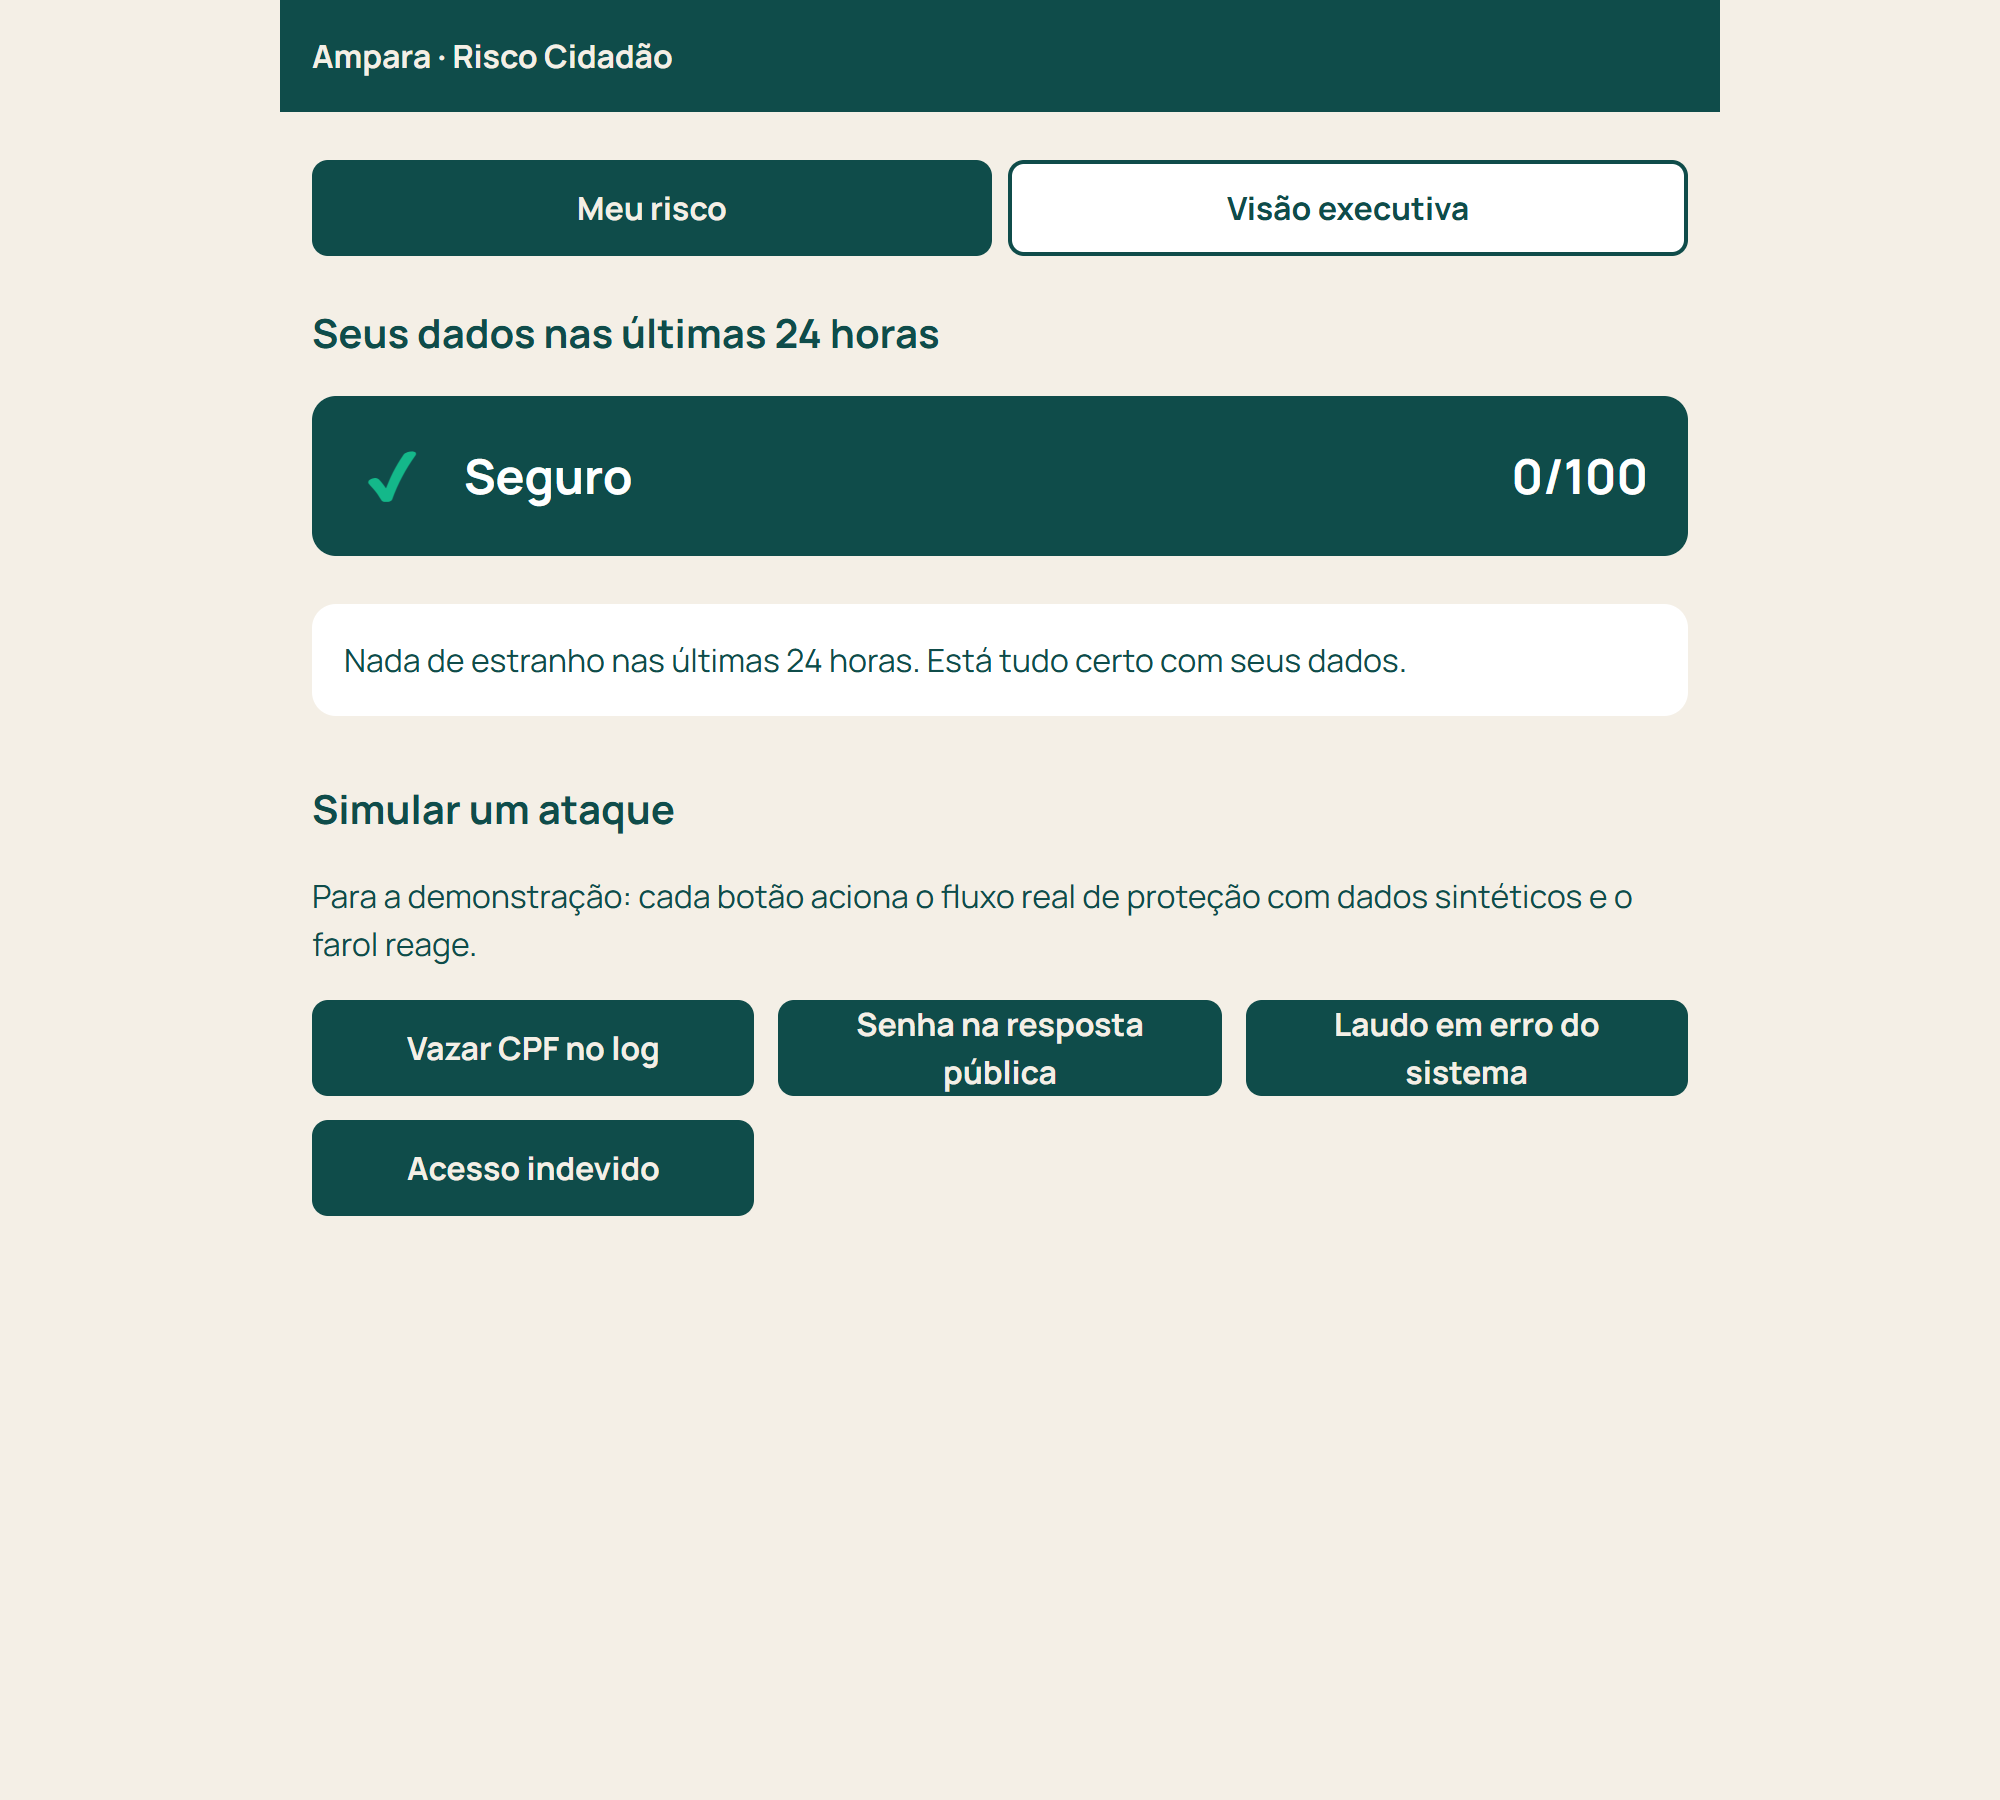 Ampara · Risco Cidadão
Meu risco
Visão executiva
Seus dados nas últimas 24 horas
Seguro
0/100
Nada de estranho nas últimas 24 horas. Está tudo certo com seus dados.
Simular um ataque
Para a demonstração: cada botão aciona o fluxo real de proteção com dados sintéticos e o
farol reage.
Vazar CPF no log
Senha na resposta
pública
Laudo em erro do
sistema
Acesso indevido